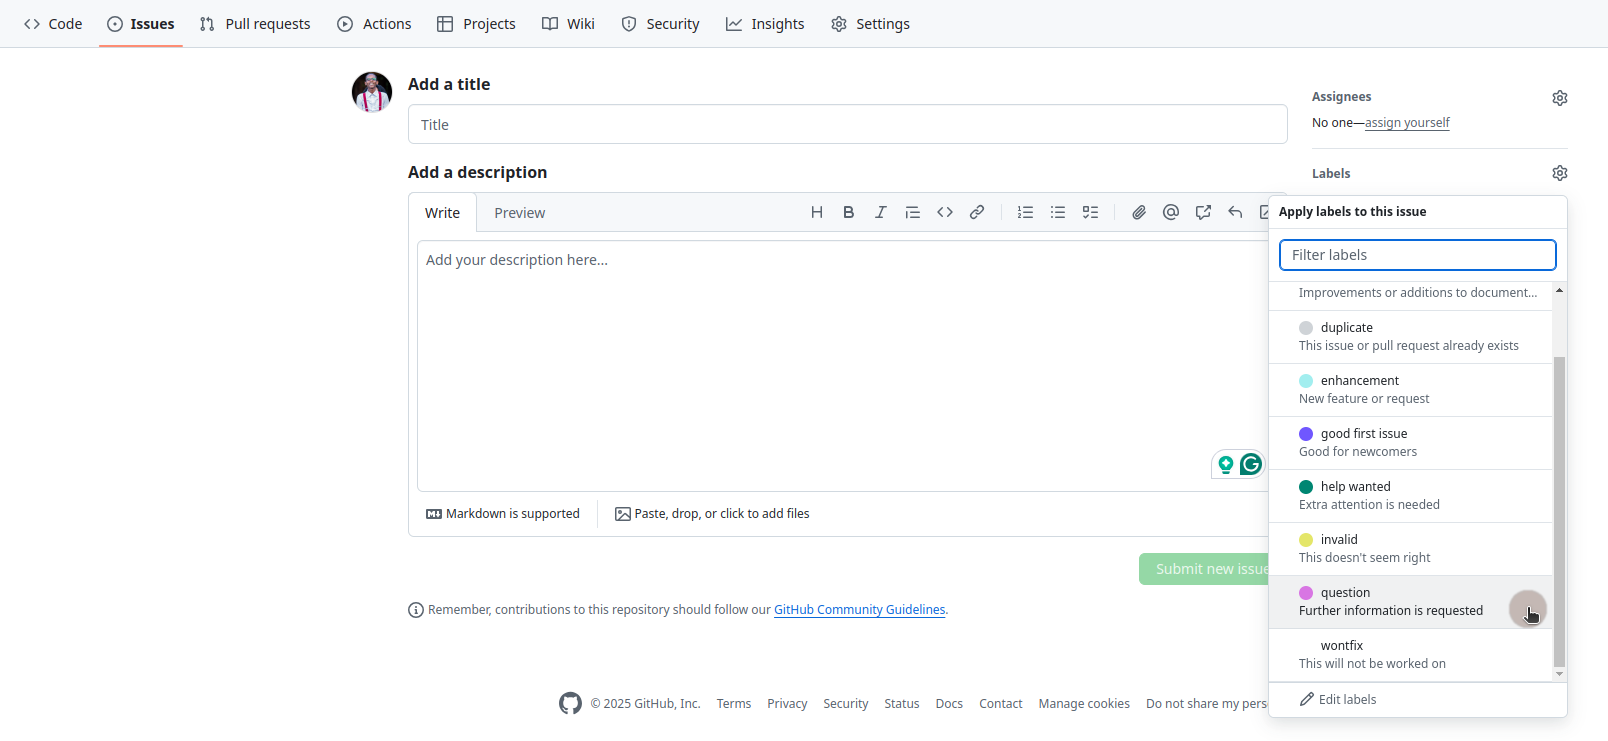 Code Issues Pull requests Actions Projects Wiki Security Insights Settings
Add a title
Title
Add a description
Write Preview
Add your description here...
Markdown is supported Paste, drop, or click to add files
Submit new issue
Remember, contributions to this repository should follow our GitHub Community Guidelines.
Assignees
No one—assign yourself
Labels
Apply labels to this issue
Filter labels
Improvements or additions to document...
duplicate
This issue or pull request already exists
enhancement
New feature or request
good first issue
Good for newcomers
help wanted
Extra attention is needed
invalid
This doesn't seem right
question
Further information is requested
wontfix
This will not be worked on
Edit labels
© 2025 GitHub, Inc. Terms Privacy Security Status Docs Contact Manage cookies Do not share my pers